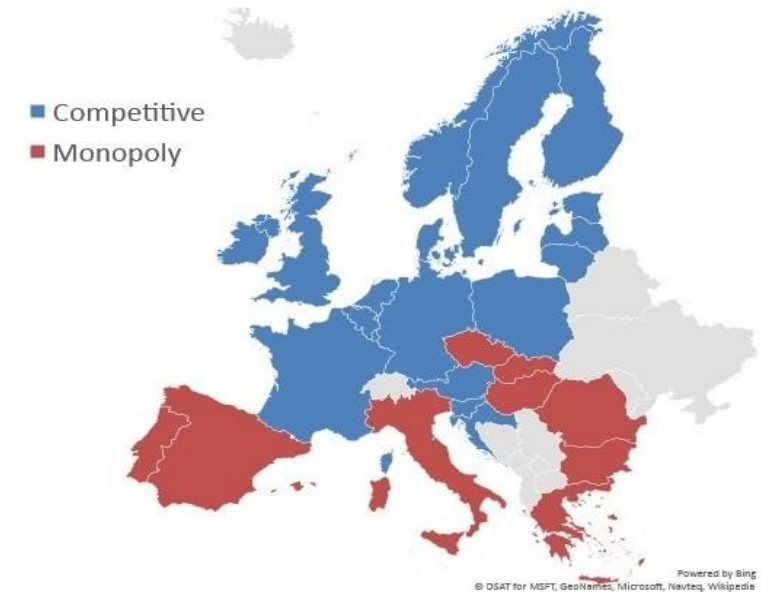 Competitive
Monopoly
Powered by Bing
© DSAT for MSFT, GeoNames, Microsoft, Navteq, Wikipedia